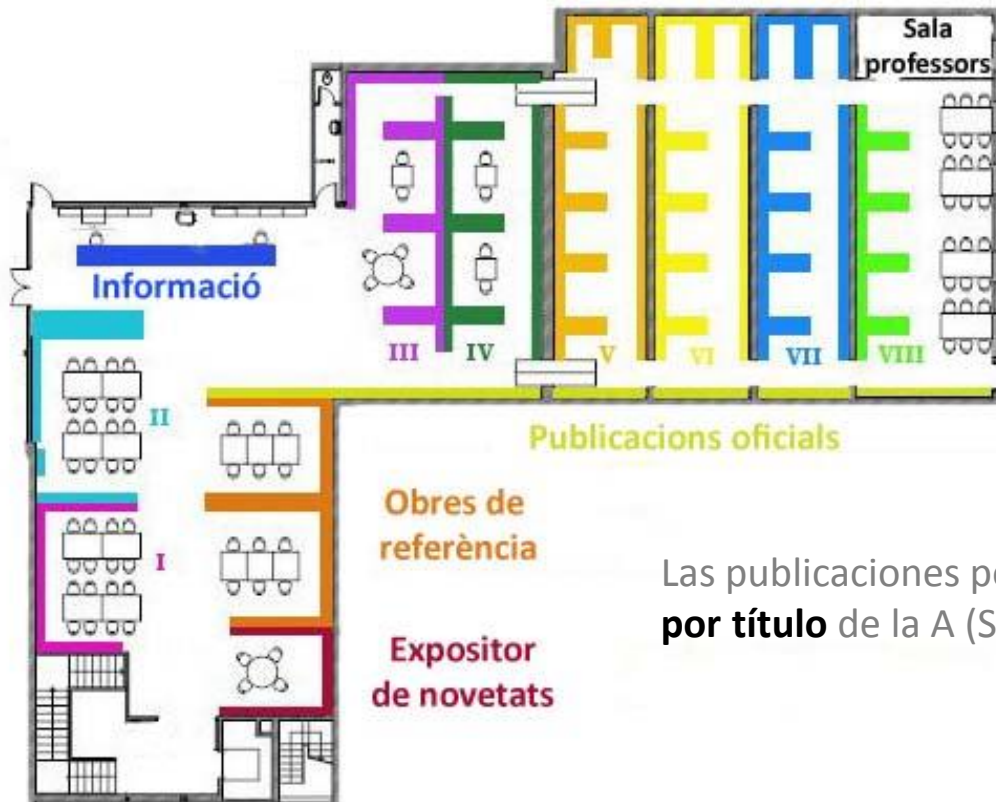 Sala
professors
Informació
III
IV
V
VI
VII
VIII
II
Publicacions oficials
Obres de
referència
I
Las publicaciones
por título de la A (S
Expositor
de novetats